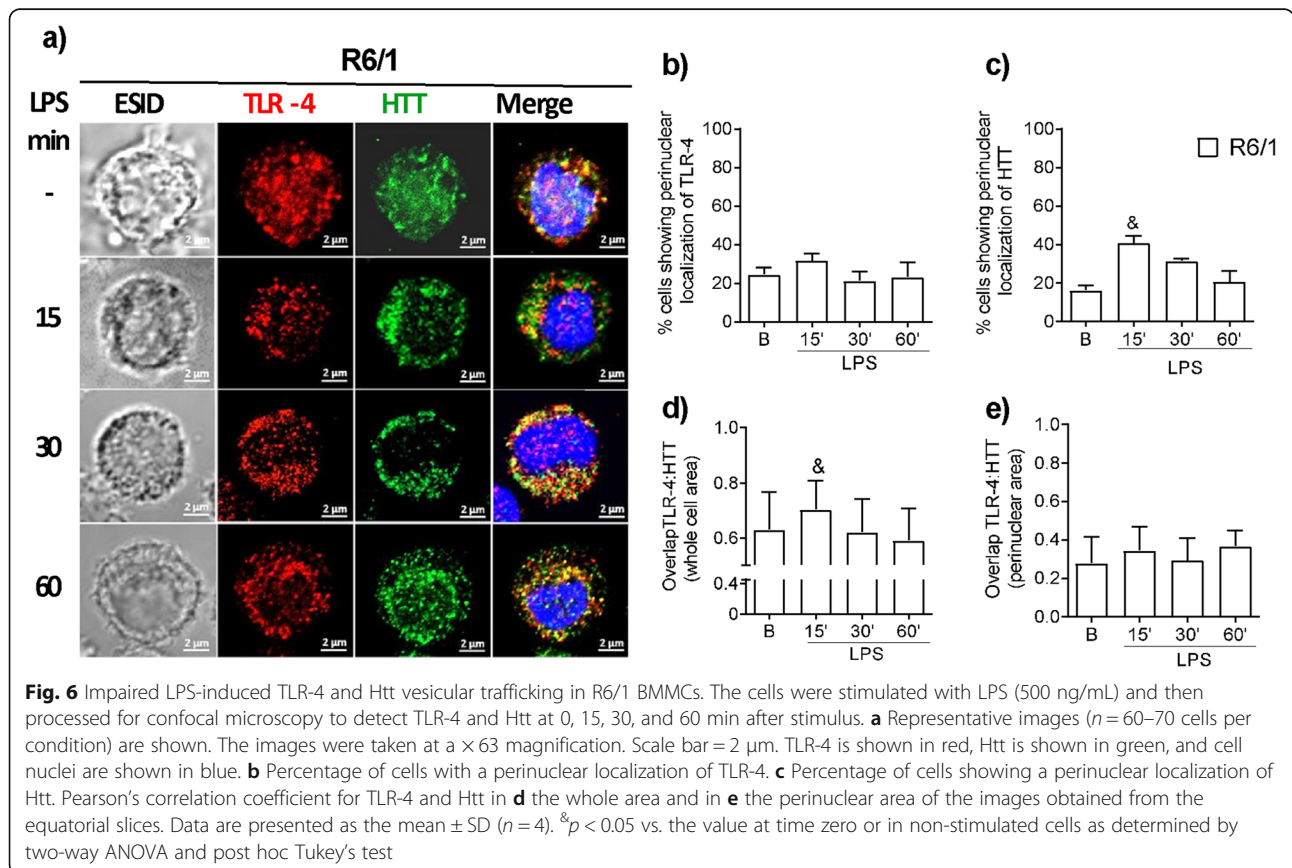 a)
R6/1
LPS ESID TLR -4 HTT Merge
min
-
2 µm 2 µm 2 µm 2 µm
15
2 µm 2 µm 2 µm 2 µm
30
2 µm 2 µm 2 µm 2 µm
60
2 µm 2 µm 2 µm 2 µm
b)
% cells showing perinuclear
localization of TLR-4
100
80
60
40
20
0
B 15' 30' 60'
LPS
c)
% cells showing perinuclear
localization of HTT
100
80
60
40
20
0
&
R6/1
B 15' 30' 60'
LPS
d)
OverlapTLR-4:HTT
(whole cell area)
1.0
0.8
0.6
0.4
0
&
B 15' 30' 60'
LPS
e)
Overlap TLR-4:HTT
(perinuclear area)
1.0
0.8
0.6
0.4
0.2
0.0
B 15' 30' 60'
LPS
Fig. 6 Impaired LPS-induced TLR-4 and Htt vesicular trafficking in R6/1 BMMCs. The cells were stimulated with LPS (500 ng/mL) and then
processed for confocal microscopy to detect TLR-4 and Htt at 0, 15, 30, and 60 min after stimulus. a Representative images (n = 60–70 cells per
condition) are shown. The images were taken at a × 63 magnification. Scale bar = 2 μm. TLR-4 is shown in red, Htt is shown in green, and cell
nuclei are shown in blue. b Percentage of cells with a perinuclear localization of TLR-4. c Percentage of cells showing a perinuclear localization of
Htt. Pearson's correlation coefficient for TLR-4 and Htt in d the whole area and in e the perinuclear area of the images obtained from the
equatorial slices. Data are presented as the mean ± SD (n = 4). &p < 0.05 vs. the value at time zero or in non-stimulated cells as determined by
two-way ANOVA and post hoc Tukey's test